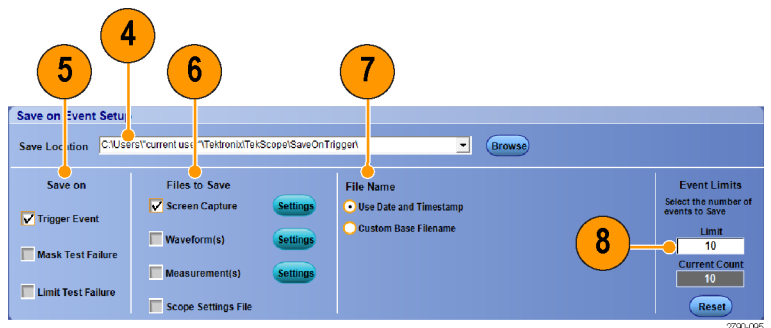 4
5
6
7
Save on Event Setup
Save Location C:\Users\"current user"\Tektronix\TekScope\SaveOnTrigger\ Browse
Save on
Trigger Event
Mask Test Failure
Limit Test Failure
Files to Save
Screen Capture Settings
Waveform(s) Settings
Measurement(s) Settings
Scope Settings File
File Name
Use Date and Timestamp
Custom Base Filename
8
Event Limits
Select the number of
events to Save
Limit
10
Current Count
10
Reset
2790-095